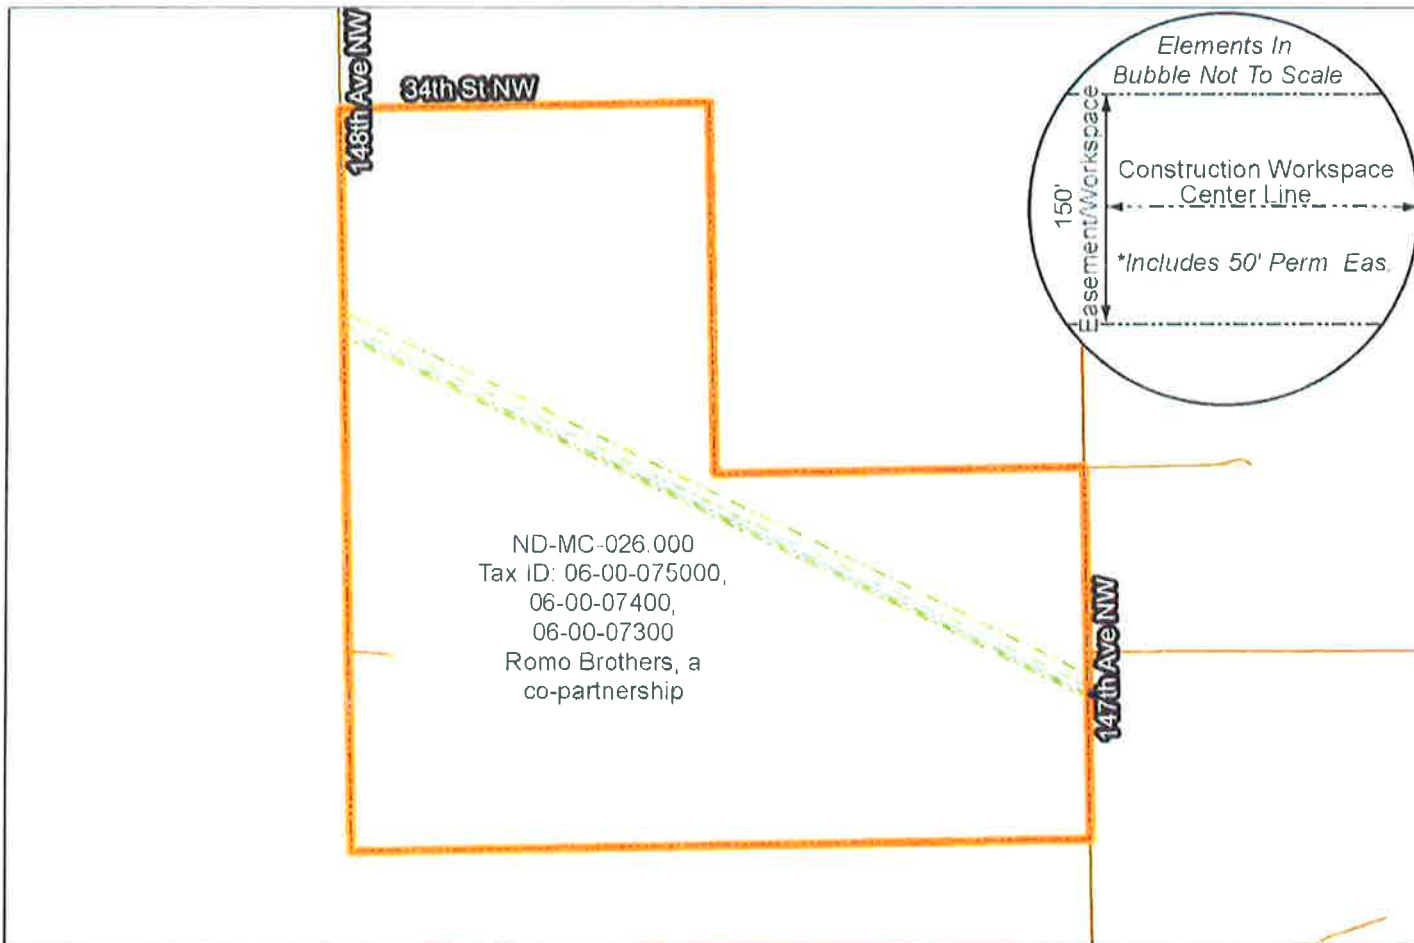 148th Ave NW
34th St NW
Elements In
Bubble Not To Scale
150'
Easement/Workspace
Construction Workspace
Center Line
*Includes 50' Perm Eas.
ND-MC-026.000
Tax ID: 06-00-075000,
06-00-07400,
06-00-07300
Romo Brothers, a
co-partnership
147th Ave NW